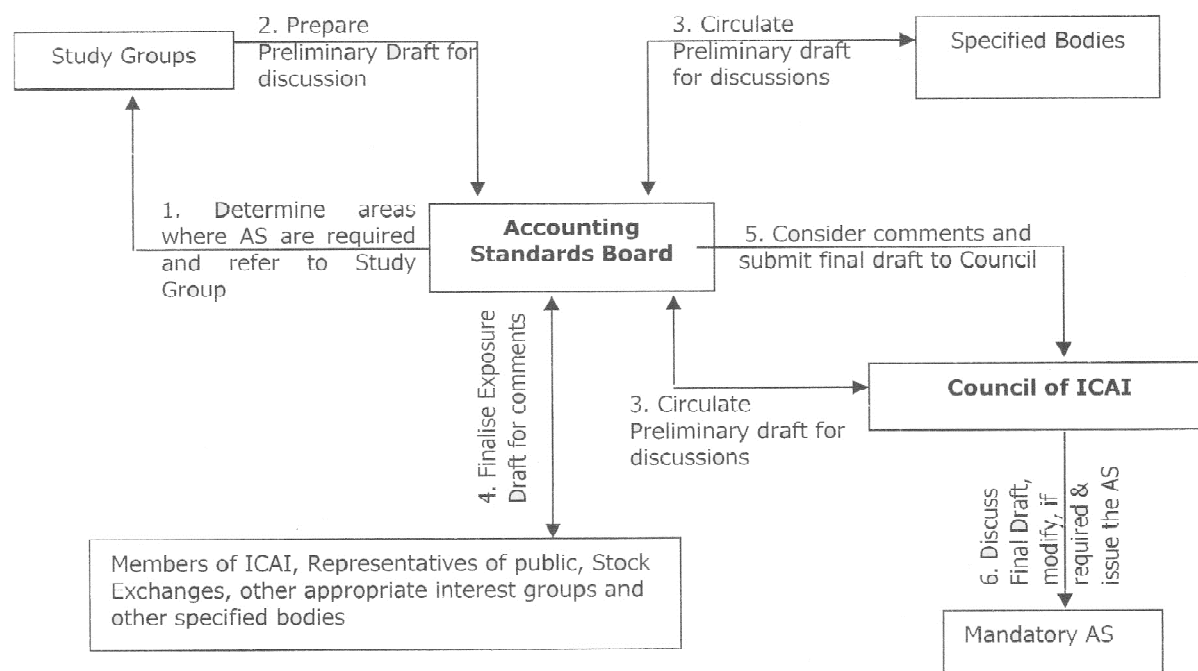 2. Prepare
Preliminary Draft for
discussion
Study Groups
3. Circulate
Preliminary draft
for discussions
Specified Bodies
1. Determine areas
where AS are required
and refer to Study
Group
Accounting
Standards Board
5. Consider comments and
submit final draft to Council
4. Finalise Exposure
Draft for comments
3. Circulate
Preliminary draft for
discussions
Council of ICAI
6. Discuss
Final Draft,
modify, if
required &
issue the AS
Members of ICAI, Representatives of public, Stock
Exchanges, other appropriate interest groups and
other specified bodies
Mandatory AS